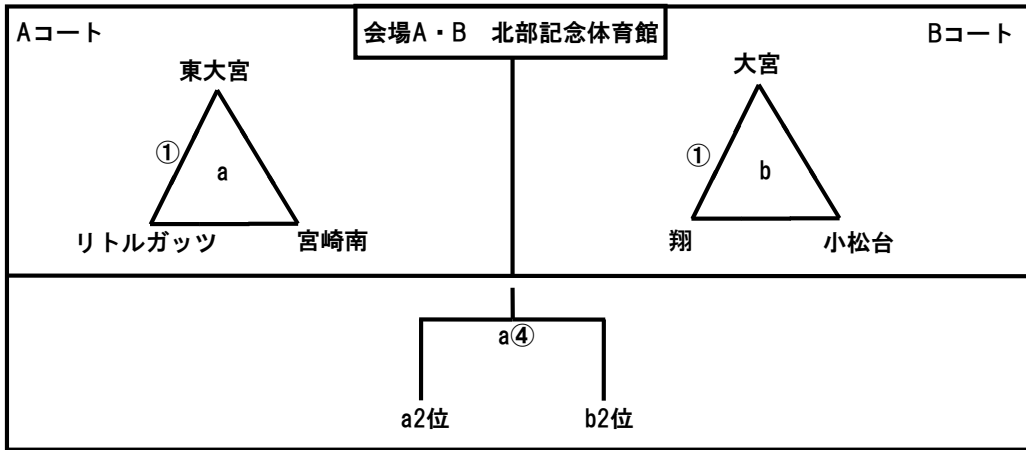 Aコート
会場A・B 北部記念体育館
Bコート
東大宮
①
a
リトルガッツ
宮崎南
大宮
①
b
翔
小松台
a④
a2位
b2位